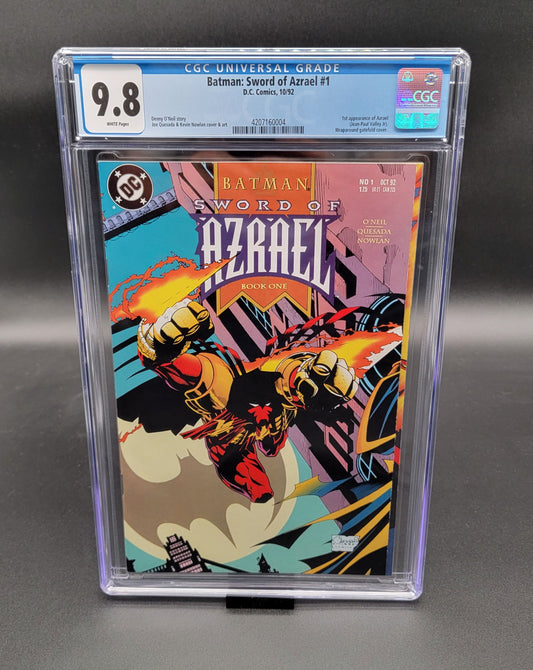 CGC UNIVERSAL GRADE
9.8
WHITE Pages
Batman: Sword of Azrael #1
D.C. Comics, 10/92
Denny O'Neil story
Joe Quesada & Kevin Nowlan cover & art
4207160004
1st appearance of Azrael
(Jean-Paul Valley Jr).
Wraparound gatefold cover.
CGC
DC
BATMAN
SWORD OF
AZRAEL
BOOK ONE
NO 1 OCT 92
1.75
O'NEIL
QUESADA
NOWLAN